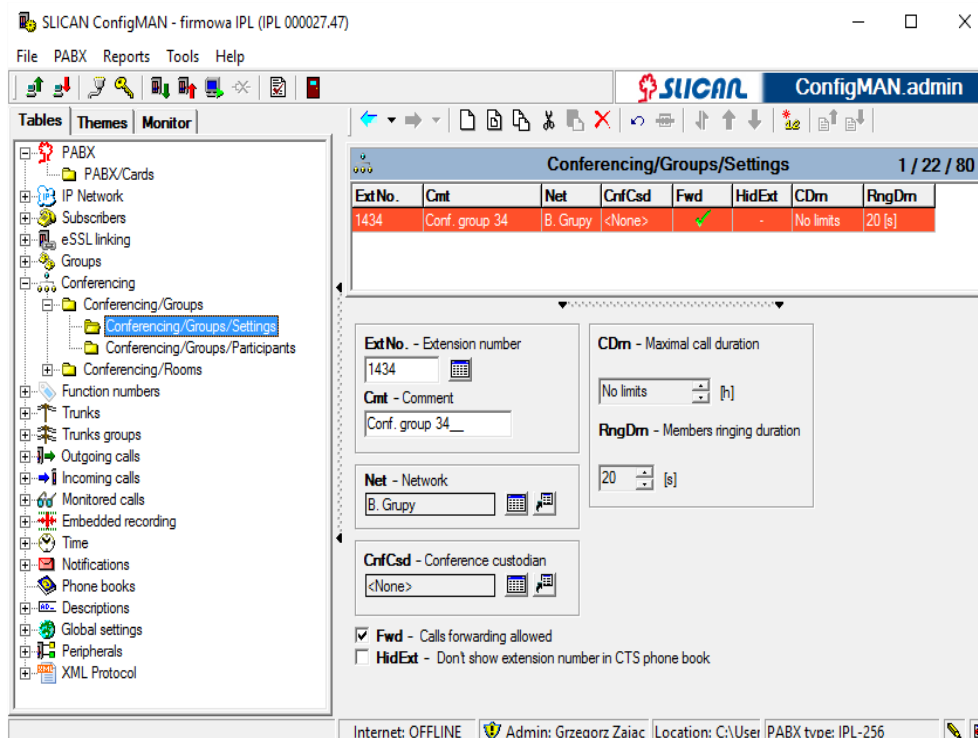 SLICAN ConfigMAN - firmowa IPL (IPL 000027.47)
File PABX Reports Tools Help
SLICAN ConfigMAN.admin
Tables Themes Monitor
PABX
PABX/Cards
IP Network
Subscribers
eSSL linking
Groups
Conferencing
Conferencing/Groups
Conferencing/Groups/Settings
Conferencing/Groups/Participants
Conferencing/Rooms
Function numbers
Trunks
Trunks groups
Outgoing calls
Incoming calls
Monitored calls
Embedded recording
Time
Notifications
Phone books
Descriptions
Global settings
Peripherals
XML Protocol
Conferencing/Groups/Settings 1 / 22 / 80
ExtNo. Cmt Net CnfCsd Fwd HidExt CDrn RngDrn
1434 Conf. group 34 B. Grupy <None> - No limits 20 [s]
ExtNo. - Extension number
1434
Cmt - Comment
Conf. group 34__
Net - Network
B. Grupy
CnfCsd - Conference custodian
<None>
Fwd - Calls forwarding allowed
HidExt - Don't show extension number in CTS phone book
CDrn - Maximal call duration
No limits [h]
RngDrn - Members ringing duration
20 [s]
Internet: OFFLINE Admin: Grzegorz Zajac Location: C:\User PABX type: IPL-256